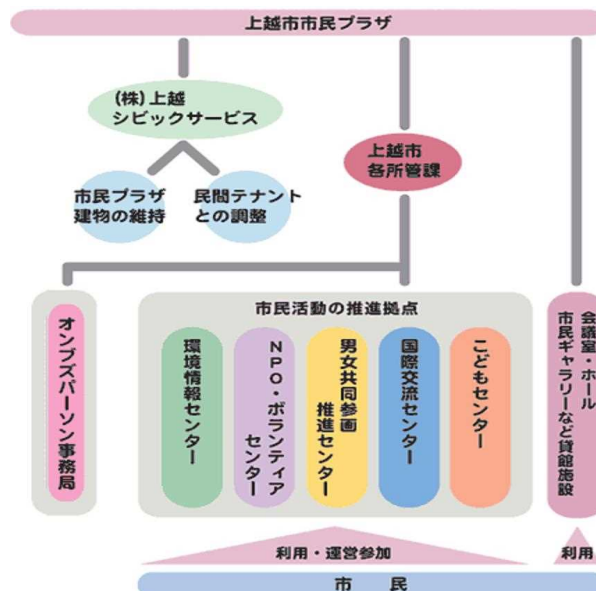 上越市市民プラザ
(株)上越
シビックサービス
上越市
各所管課
市民プラザ
建物の維持
民間テナント
との調整
オンブズパーソン事務局
市民活動の推進拠点
環境情報センター
NPO・ボランティア
センター
男女共同参画
推進センター
国際交流センター
こどもセンター
会議室・ホール
市民ギャラリーなど貸館施設
利用・運営参加
利用
市 民